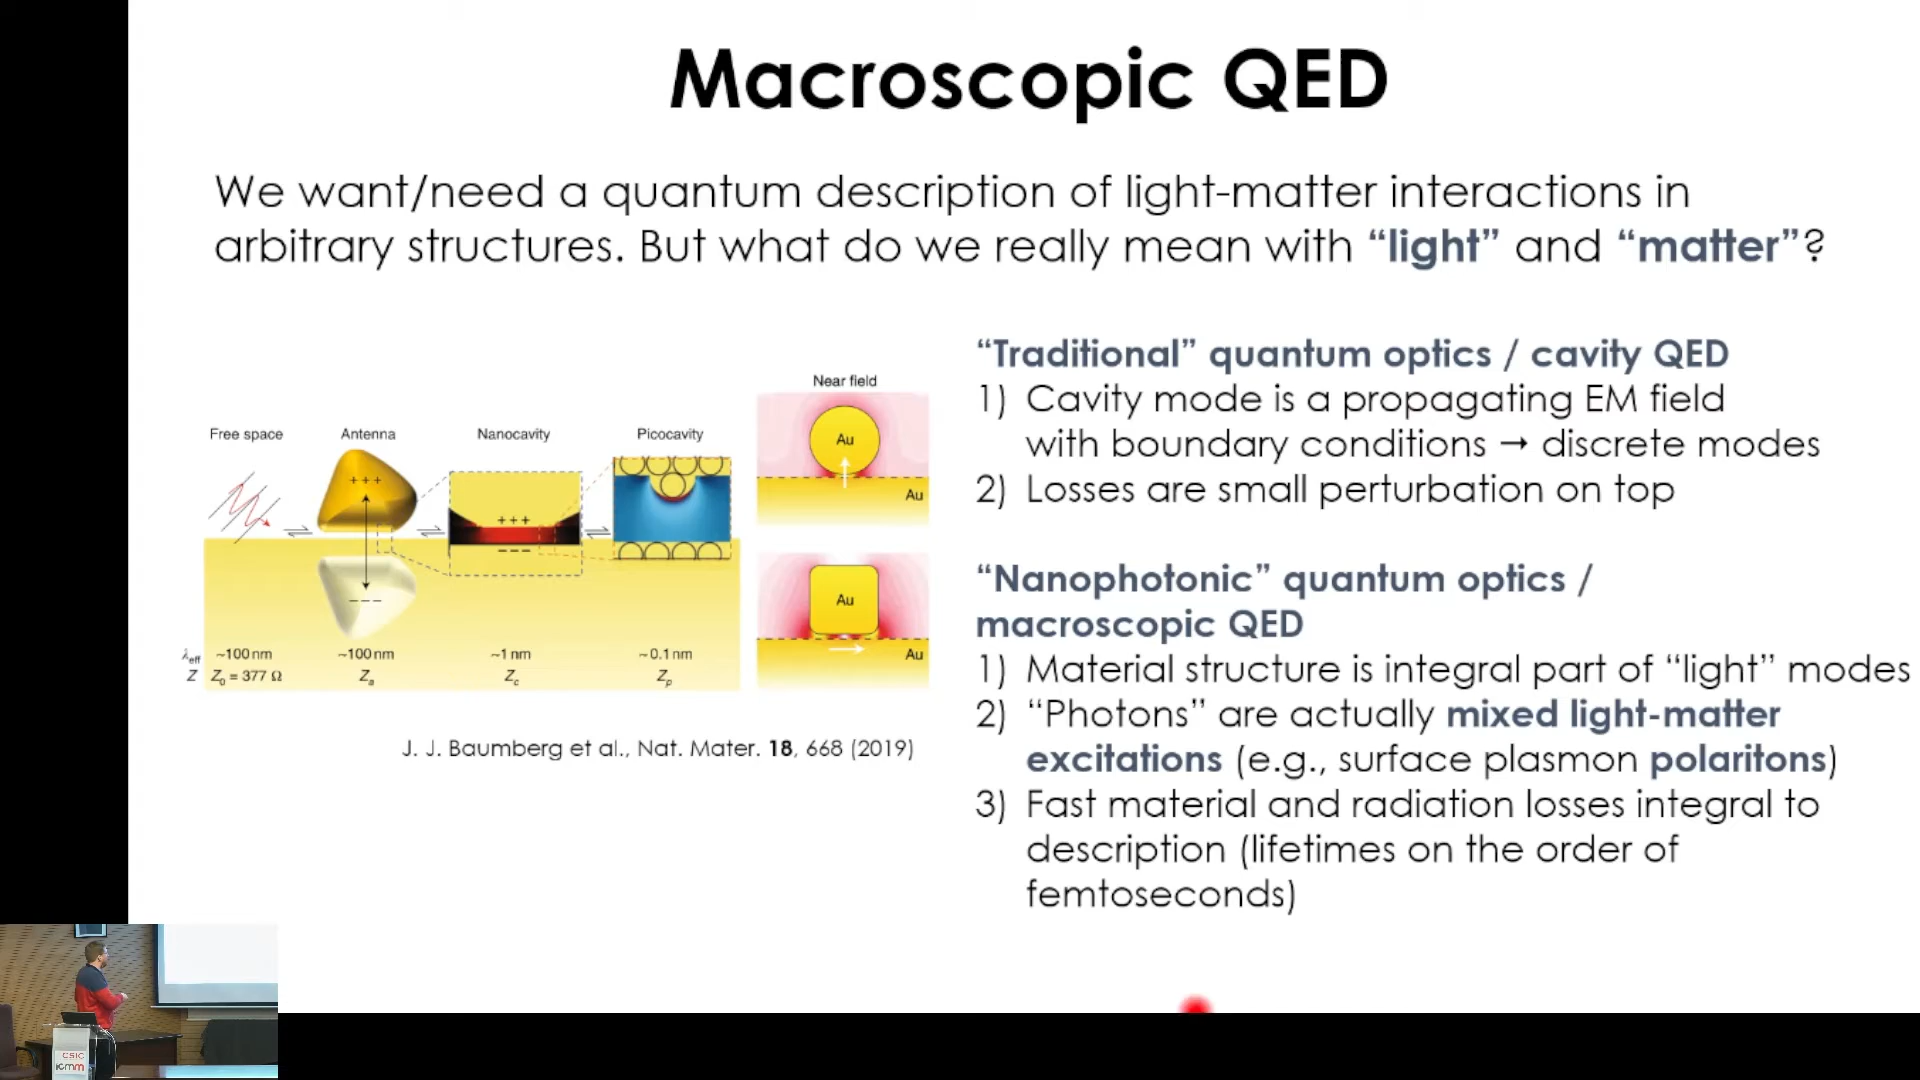 Macroscopic QED
We want/need a quantum description of light-matter interactions in
arbitrary structures. But what do we really mean with “light” and “matter”?
Free space
Antenna
Nanocavity
Picocavity
+++
---
+++
---
λeff ~100 nm ~100 nm ~1 nm ~0.1 nm
Z Z0 = 377 Ω Za Zc Zp
Near field
Au
Au
Au
Au
J. J. Baumberg et al., Nat. Mater. 18, 668 (2019)
“Traditional” quantum optics / cavity QED
1) Cavity mode is a propagating EM field
with boundary conditions → discrete modes
2) Losses are small perturbation on top
“Nanophotonic” quantum optics /
macroscopic QED
1) Material structure is integral part of “light” modes
2) “Photons” are actually mixed light-matter
excitations (e.g., surface plasmon polaritons)
3) Fast material and radiation losses integral to
description (lifetimes on the order of
femtoseconds)
CSIC
icmm